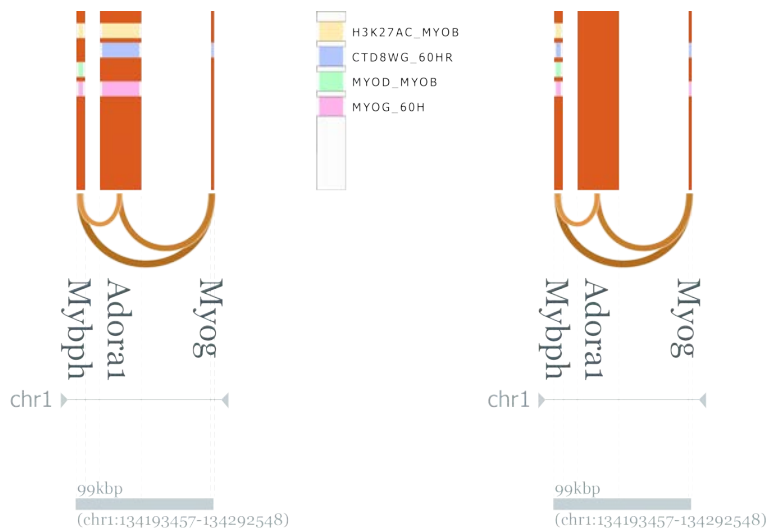 H3K27AC_MYOB
CTD8WG_60HR
MYOD_MYOB
MYOG_60H
Mybph
Adora1
Myog
chr1
99kbp
(chr1:134193457-134292548)
Mybph
Adora1
Myog
chr1
99kbp
(chr1:134193457-134292548)